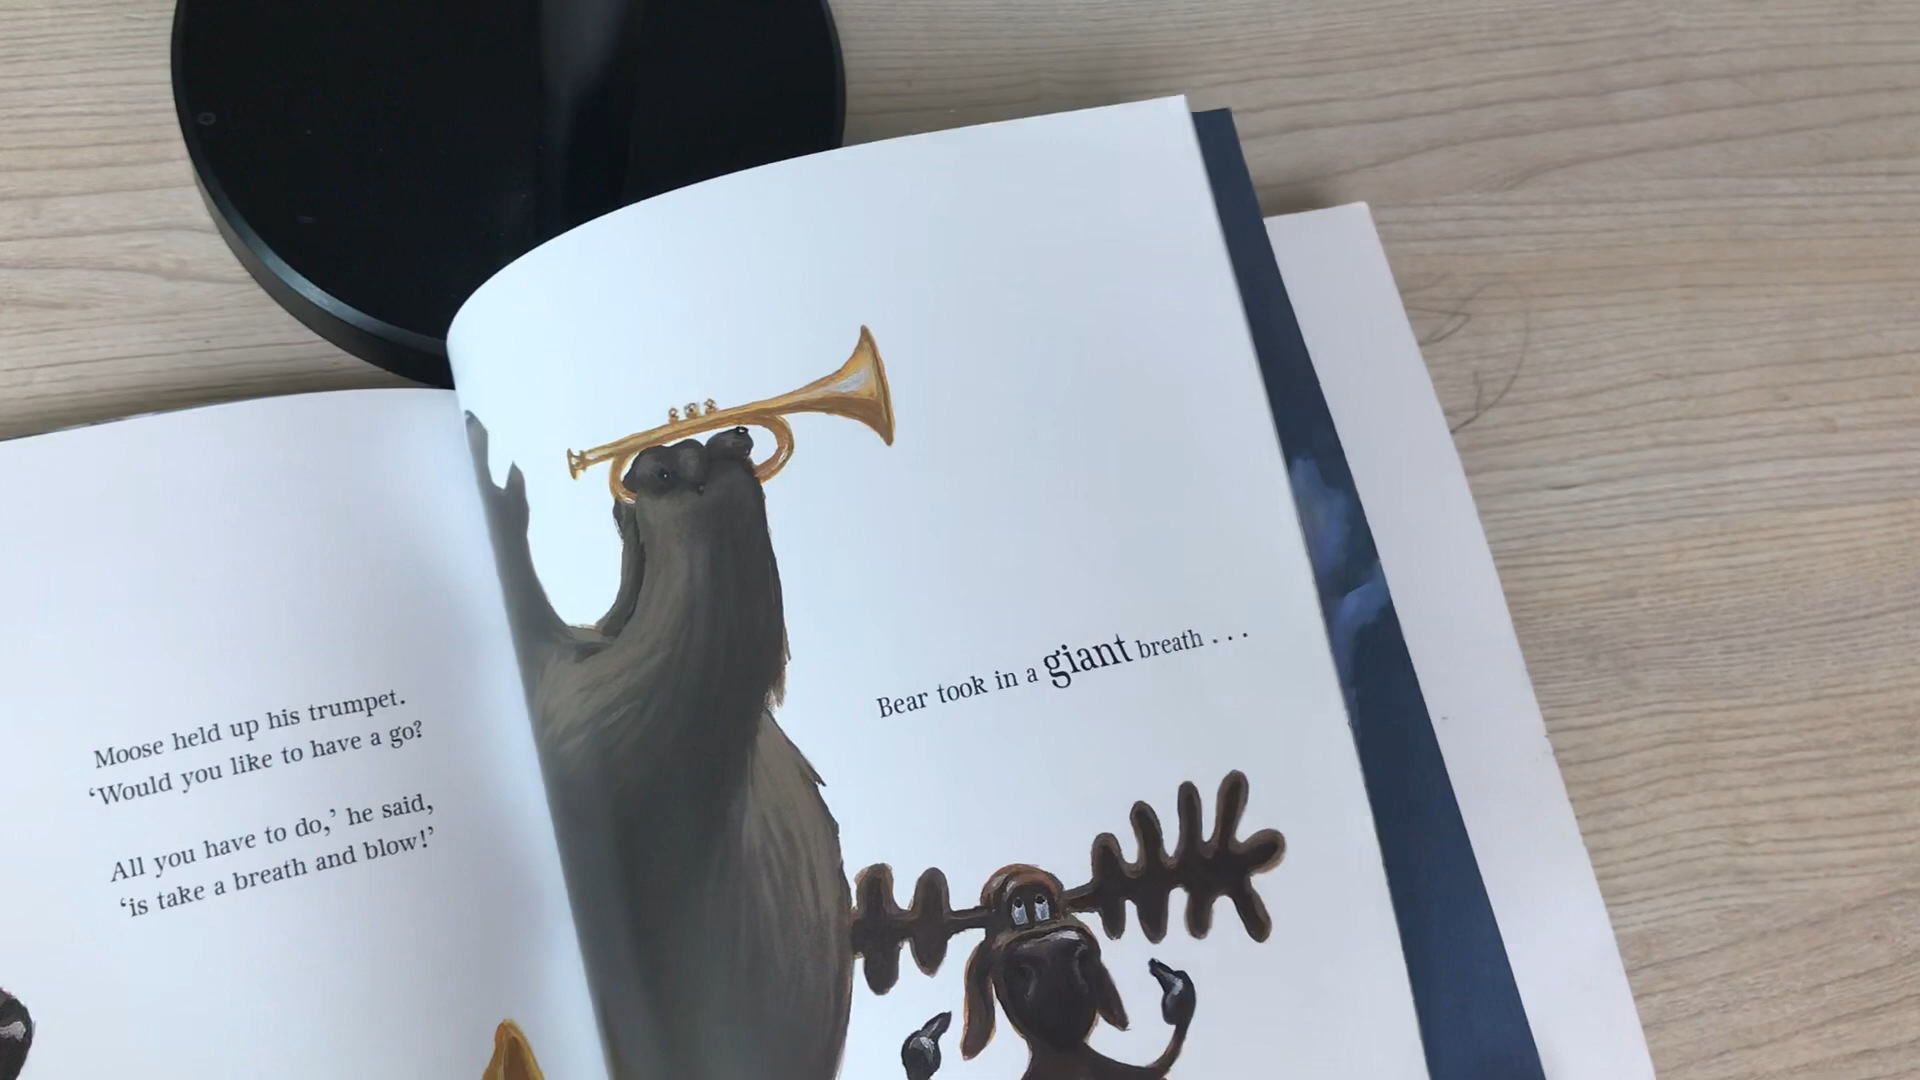 Moose held up his trumpet.
‘Would you like to have a go?
All you have to do,’ he said,
‘is take a breath and blow!’
Bear took in a giant breath . . .